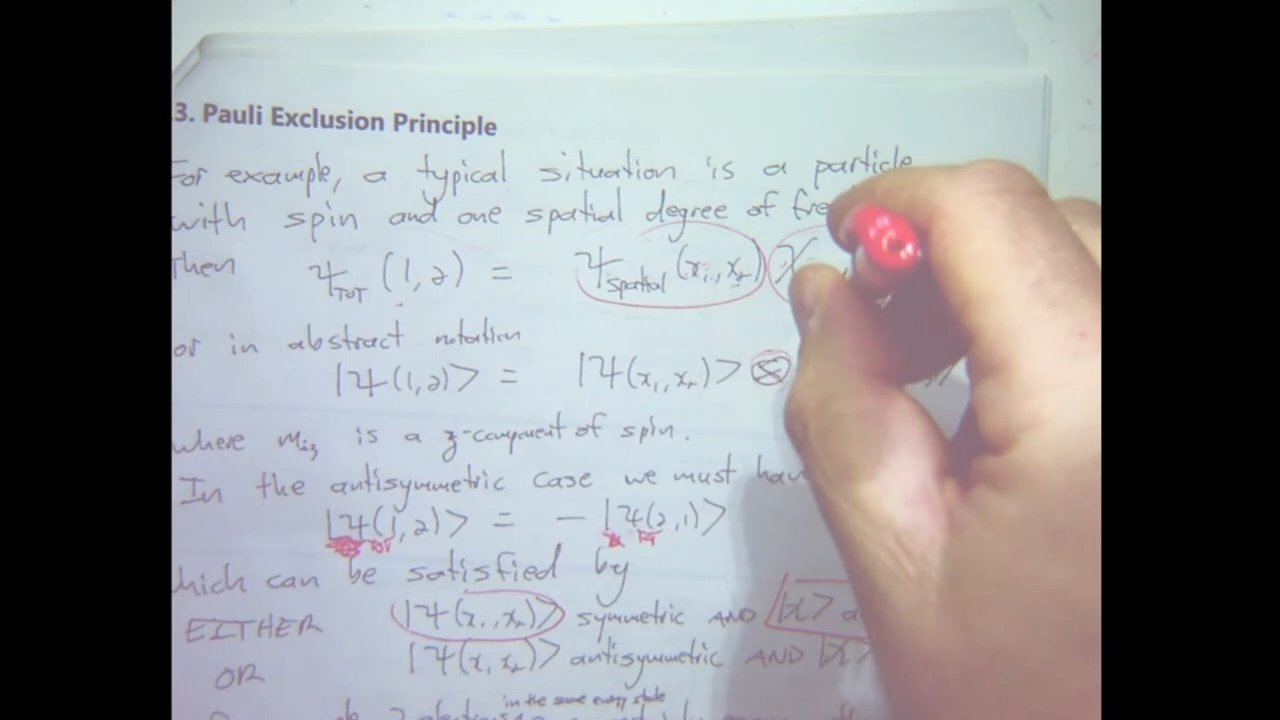 3. Pauli Exclusion Principle
For example, a typical situation is a particle
with spin and one spatial degree of
Then Ψ_TOT (1,2) = Ψ_spatial (x₁, x₂) χ
or in abstract notation
|Ψ(1,2)> = |Ψ(x₁, x₂)> ⊗
where m_iz is a z-component of spin.
In the antisymmetric case we must have
|Ψ(1,2)> = - |Ψ(2,1)>
hich can be satisfied by
EITHER |Ψ(x₁, x₂)> symmetric AND |χ>
OR |Ψ(x₁, x₂)> antisymmetric AND |χ>
in the same energy state